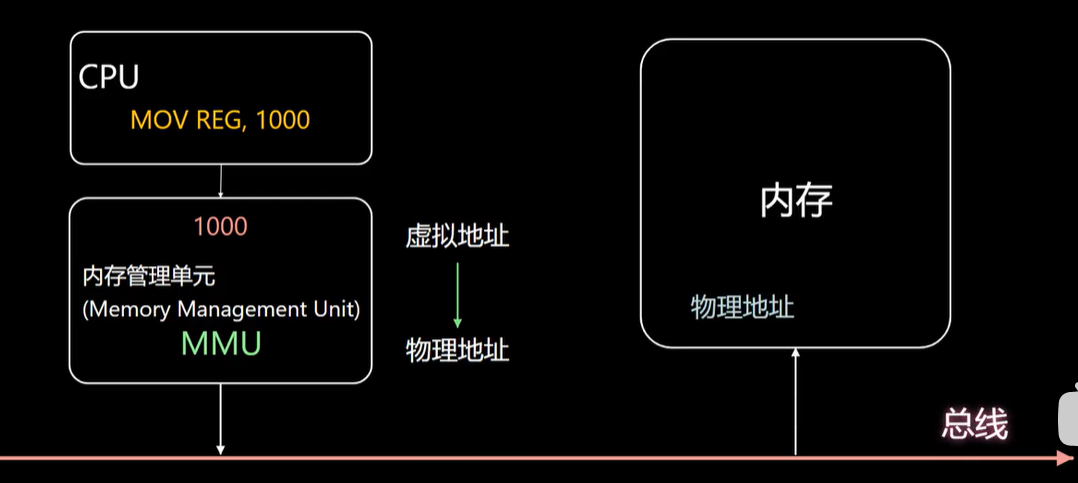 CPU
MOV REG, 1000
1000
内存管理单元
(Memory Management Unit)
MMU
虚拟地址
物理地址
内存
物理地址
总线